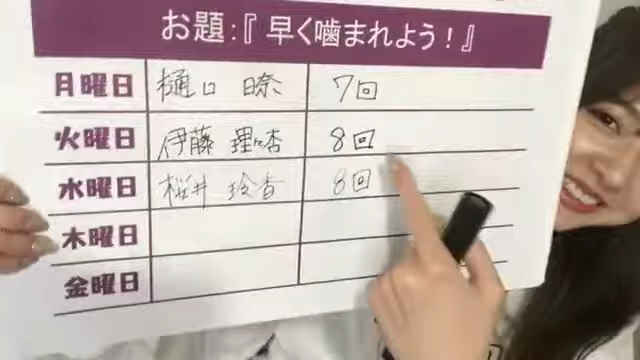 お題:『早く噛まれよう!』
月曜日 樋口 日奈 7回
火曜日 伊藤 理々杏 8回
水曜日 桜井 玲香 8回
木曜日
金曜日